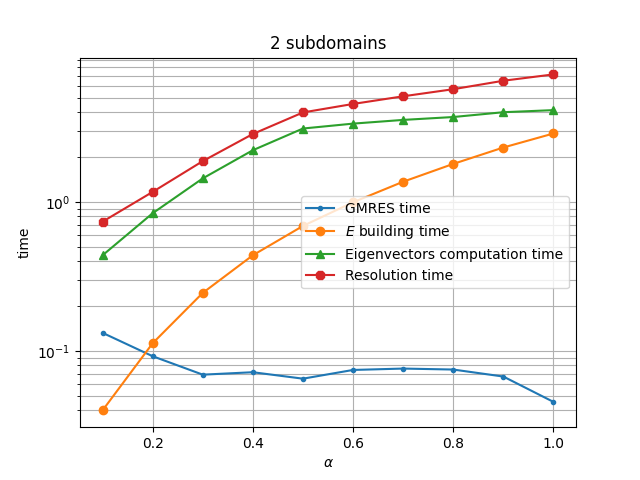 2 subdomains
time
10⁰
10⁻¹
GMRES time
E building time
Eigenvectors computation time
Resolution time
0.2 0.4 0.6 0.8 1.0
α